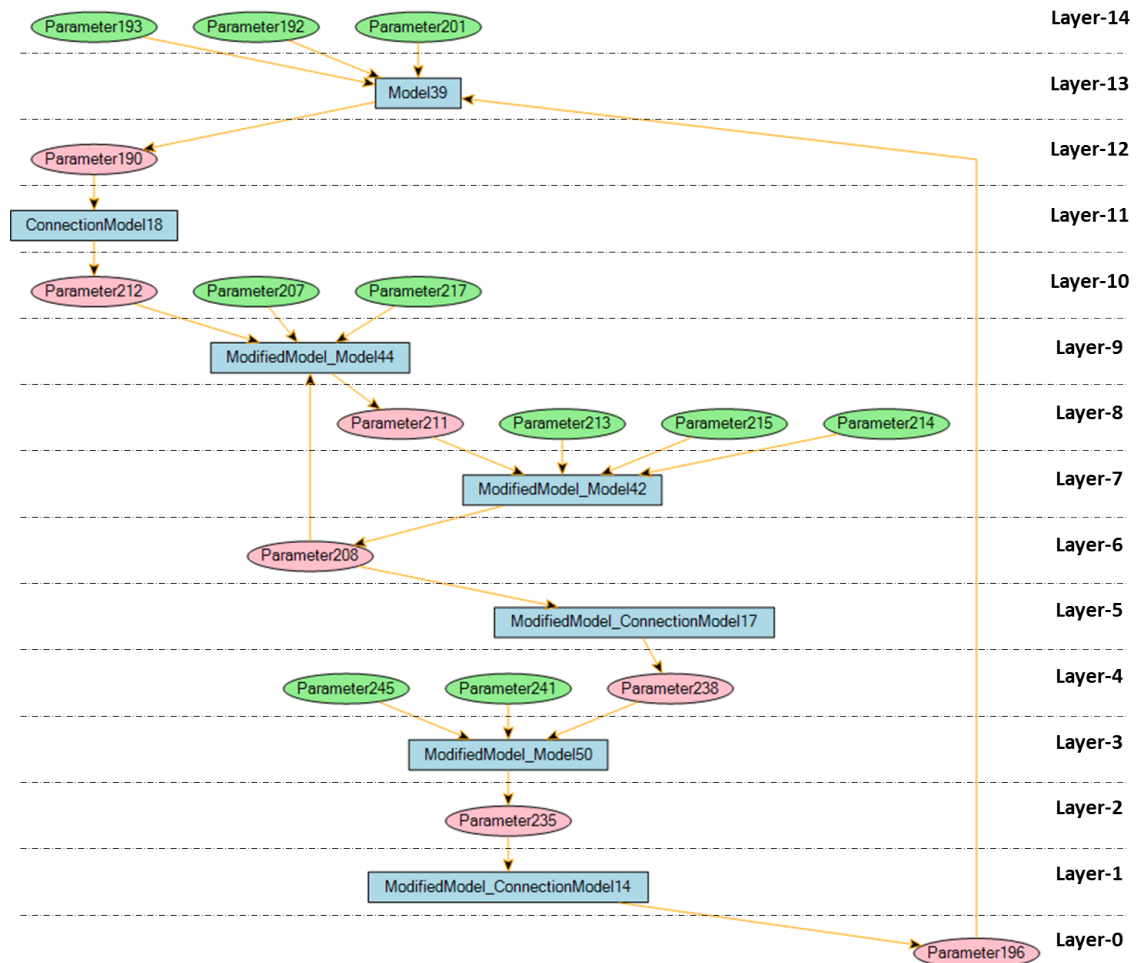 Parameter193 Parameter192 Parameter201 Layer-14
Model39 Layer-13
Parameter190 Layer-12
ConnectionModel18 Layer-11
Parameter212 Parameter207 Parameter217 Layer-10
ModifiedModel_Model44 Layer-9
Parameter211 Parameter213 Parameter215 Parameter214 Layer-8
ModifiedModel_Model42 Layer-7
Parameter208 Layer-6
ModifiedModel_ConnectionModel17 Layer-5
Parameter245 Parameter241 Parameter238 Layer-4
ModifiedModel_Model50 Layer-3
Parameter235 Layer-2
ModifiedModel_ConnectionModel14 Layer-1
Parameter196 Layer-0